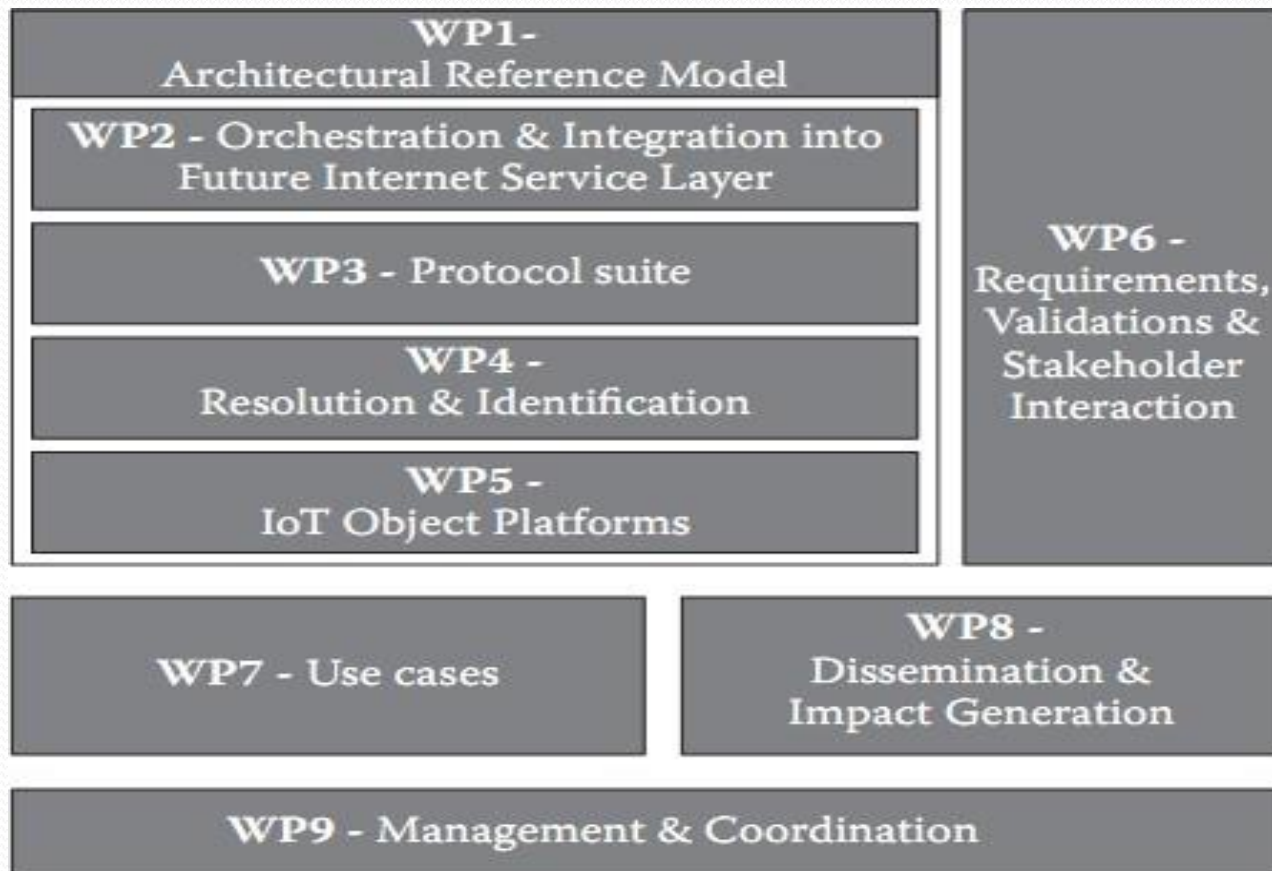 WP1-
Architectural Reference Model
WP2 - Orchestration & Integration into
Future Internet Service Layer
WP3 - Protocol suite
WP4 -
Resolution & Identification
WP5 -
IoT Object Platforms
WP6 -
Requirements,
Validations &
Stakeholder
Interaction
WP7 - Use cases
WP8 -
Dissemination &
Impact Generation
WP9 - Management & Coordination